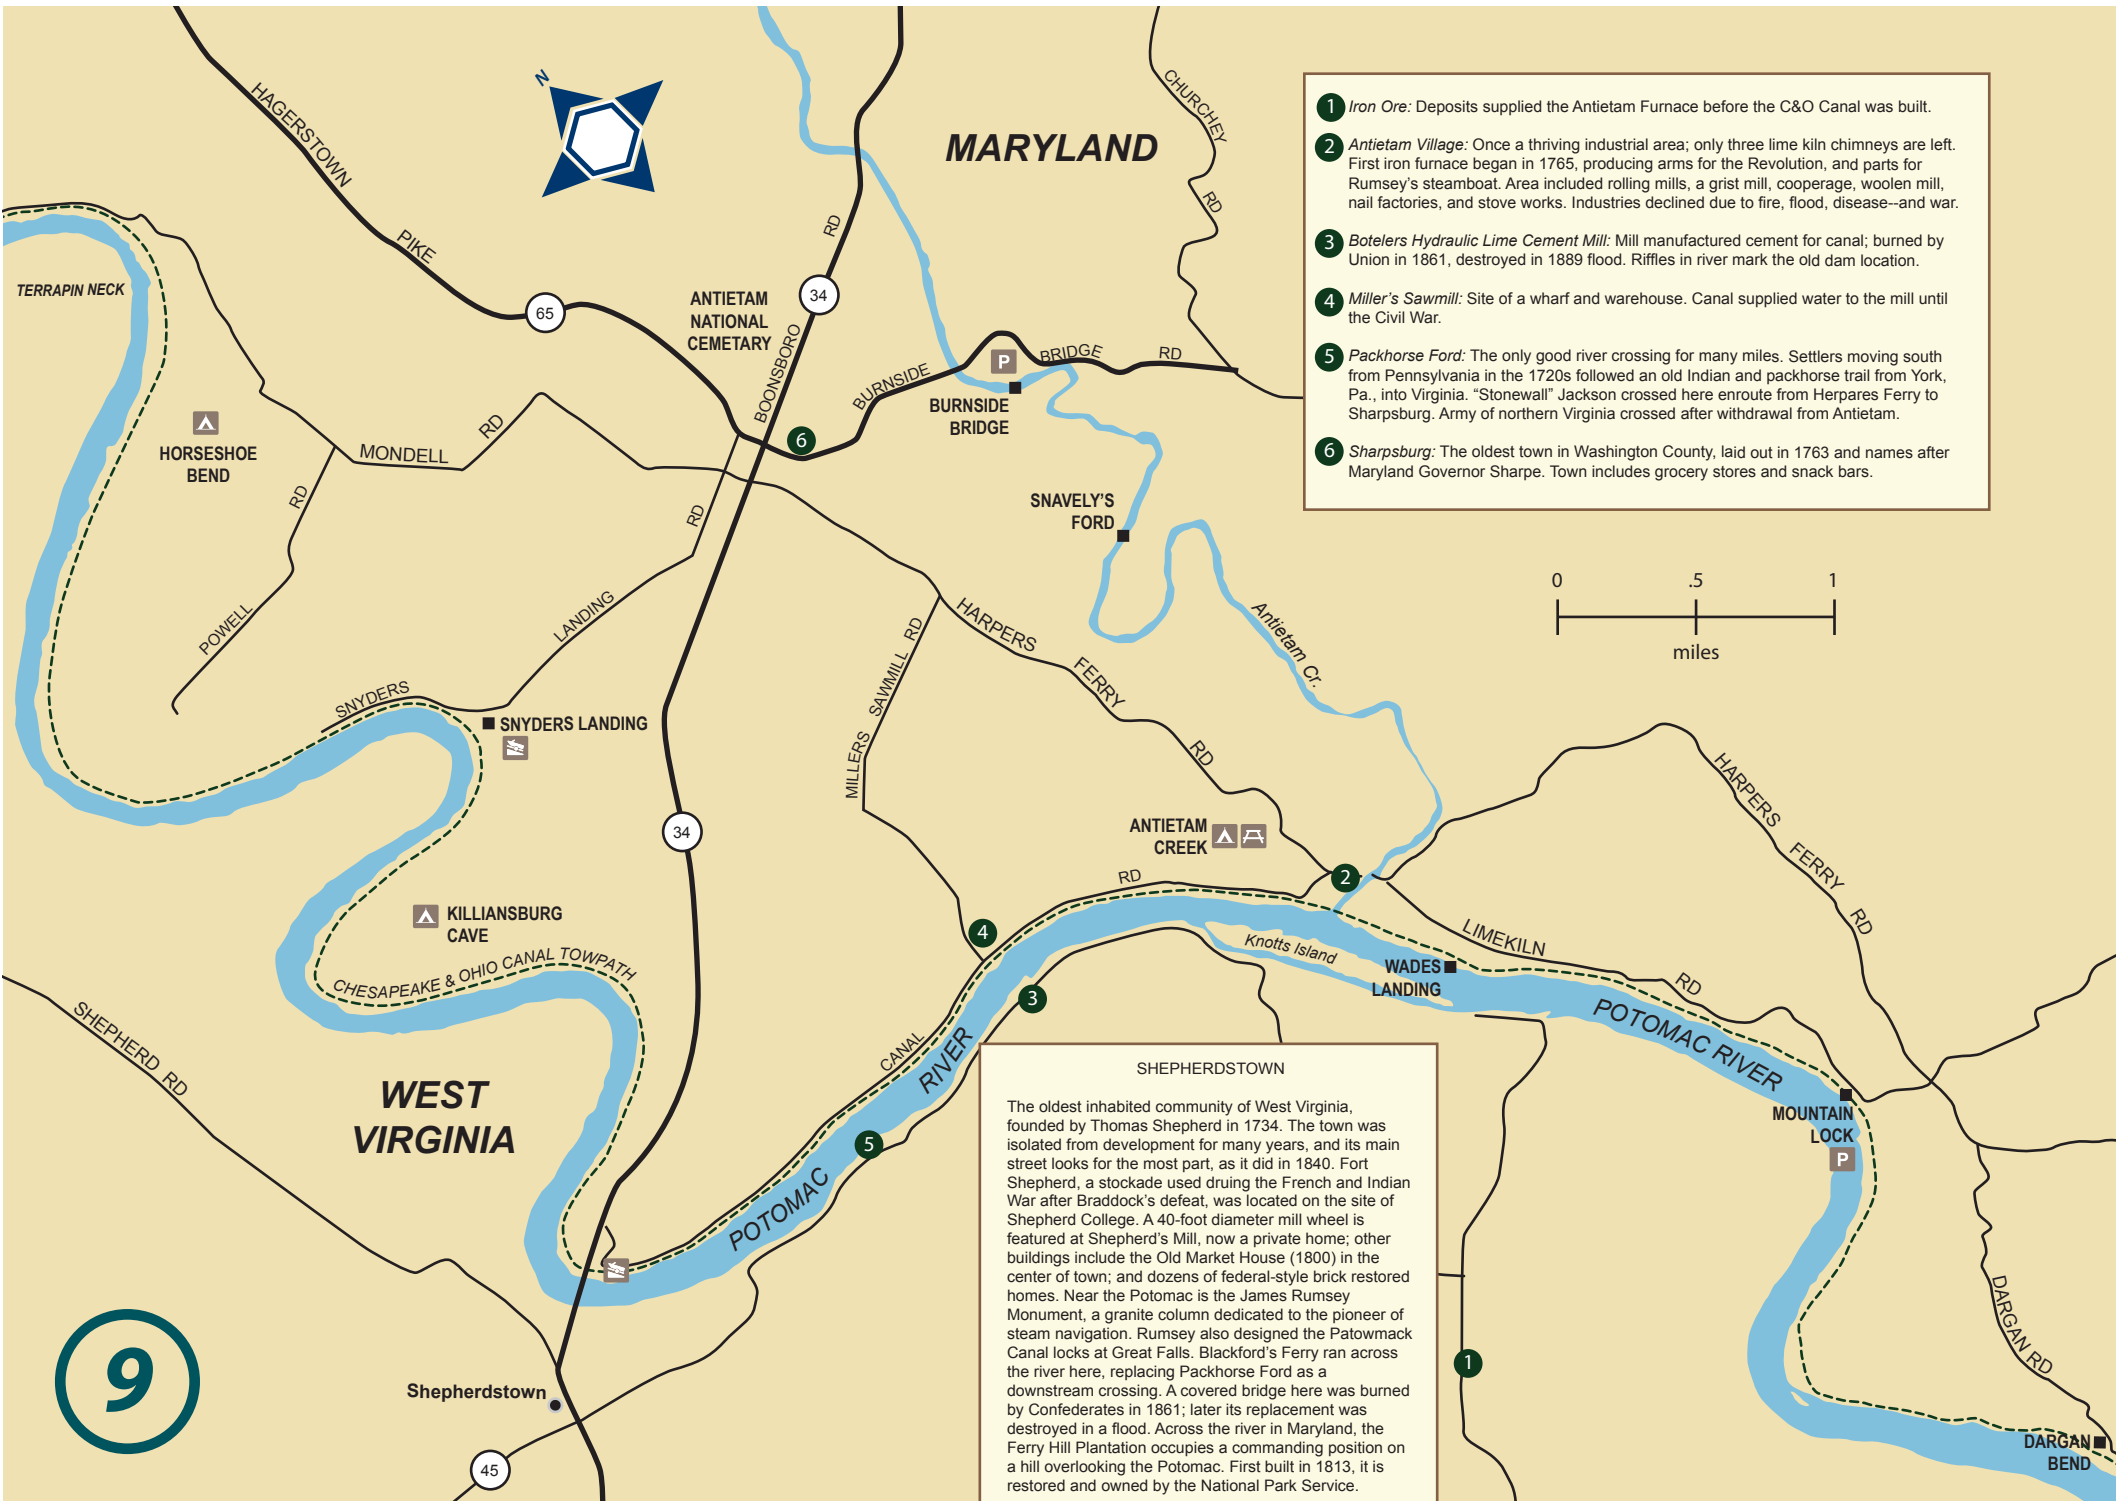 N
MARYLAND
HAGERSTOWN
PIKE
65
34
RD
CHURCHEY
RD
TERRAPIN NECK
ANTIETAM
NATIONAL
CEMETARY
BOONSBORO
BURNSIDE
BRIDGE
RD
P
BURNSIDE
BRIDGE
6
HORSESHOE
BEND
MONDELL
RD
RD
POWELL
RD
LANDING
SNYDERS
SNYDERS LANDING
SNAVELY'S
FORD
Antietam Cr.
1 Iron Ore: Deposits supplied the Antietam Furnace before the C&O Canal was built.
2 Antietam Village: Once a thriving industrial area; only three lime kiln chimneys are left.
First iron furnace began in 1765, producing arms for the Revolution, and parts for
Rumsey's steamboat. Area included rolling mills, a grist mill, cooperage, woolen mill,
nail factories, and stove works. Industries declined due to fire, flood, disease--and war.
3 Botelers Hydraulic Lime Cement Mill: Mill manufactured cement for canal; burned by
Union in 1861, destroyed in 1889 flood. Riffles in river mark the old dam location.
4 Miller's Sawmill: Site of a wharf and warehouse. Canal supplied water to the mill until
the Civil War.
5 Packhorse Ford: The only good river crossing for many miles. Settlers moving south
from Pennsylvania in the 1720s followed an old Indian and packhorse trail from York,
Pa., into Virginia. “Stonewall” Jackson crossed here enroute from Herpares Ferry to
Sharpsburg. Army of northern Virginia crossed after withdrawal from Antietam.
6 Sharpsburg: The oldest town in Washington County, laid out in 1763 and names after
Maryland Governor Sharpe. Town includes grocery stores and snack bars.
0 .5 1
miles
HARPERS
FERRY
RD
MILLERS SAWMILL RD
34
ANTIETAM
CREEK
2
RD
HARPERS
FERRY
RD
KILLIANSBURG
CAVE
CHESAPEAKE & OHIO CANAL TOWPATH
4
3
CANAL
Knotts Island
WADES
LANDING
LIMEKILN
RD
POTOMAC RIVER
SHEPHERD RD
WEST
VIRGINIA
POTOMAC
RIVER
5
MOUNTAIN
LOCK
P
SHEPHERDSTOWN
The oldest inhabited community of West Virginia,
founded by Thomas Shepherd in 1734. The town was
isolated from development for many years, and its main
street looks for the most part, as it did in 1840. Fort
Shepherd, a stockade used druing the French and Indian
War after Braddock's defeat, was located on the site of
Shepherd College. A 40-foot diameter mill wheel is
featured at Shepherd's Mill, now a private home; other
buildings include the Old Market House (1800) in the
center of town; and dozens of federal-style brick restored
homes. Near the Potomac is the James Rumsey
Monument, a granite column dedicated to the pioneer of
steam navigation. Rumsey also designed the Patowmack
Canal locks at Great Falls. Blackford's Ferry ran across
the river here, replacing Packhorse Ford as a
downstream crossing. A covered bridge here was burned
by Confederates in 1861; later its replacement was
destroyed in a flood. Across the river in Maryland, the
Ferry Hill Plantation occupies a commanding position on
a hill overlooking the Potomac. First built in 1813, it is
restored and owned by the National Park Service.
1
DARGAN RD
DARGAN
BEND
9
Shepherdstown
45